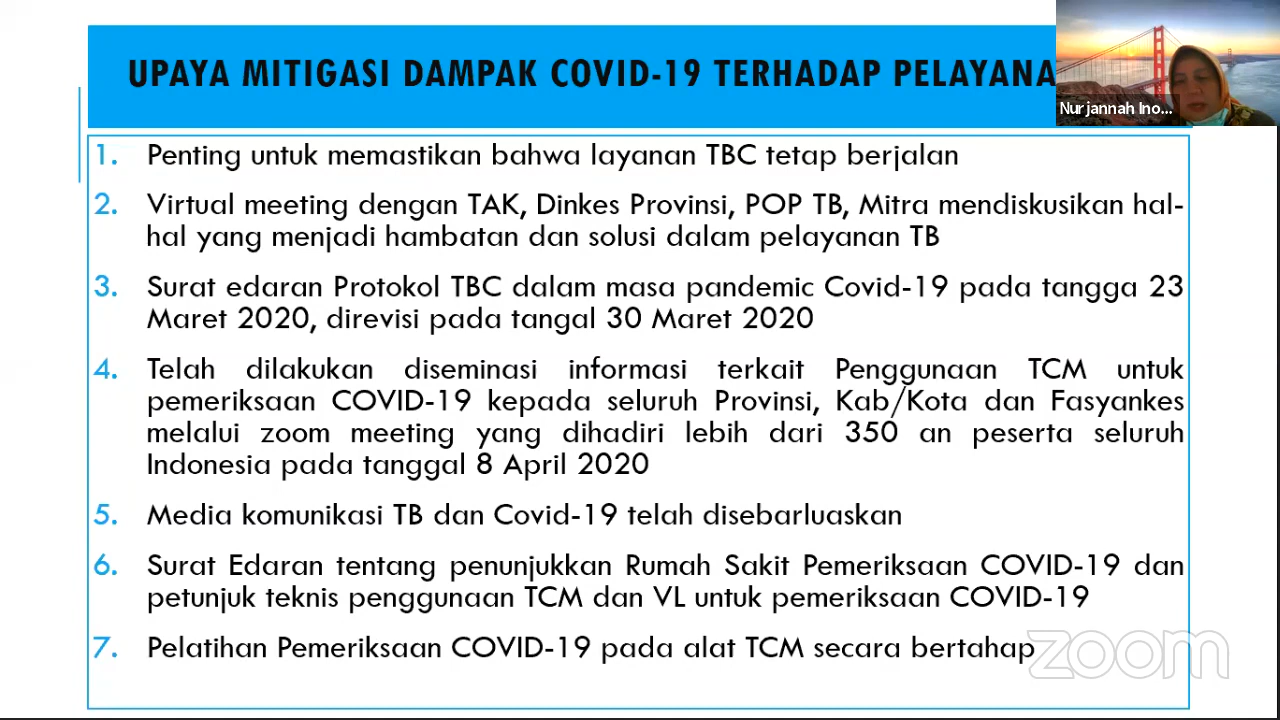 UPAYA MITIGASI DAMPAK COVID-19 TERHADAP PELAYANA
Nurjannah Ino...
1. Penting untuk memastikan bahwa layanan TBC tetap berjalan
2. Virtual meeting dengan TAK, Dinkes Provinsi, POP TB, Mitra mendiskusikan hal-
hal yang menjadi hambatan dan solusi dalam pelayanan TB
3. Surat edaran Protokol TBC dalam masa pandemic Covid-19 pada tangga 23
Maret 2020, direvisi pada tangal 30 Maret 2020
4. Telah dilakukan diseminasi informasi terkait Penggunaan TCM untuk
pemeriksaan COVID-19 kepada seluruh Provinsi, Kab/Kota dan Fasyankes
melalui zoom meeting yang dihadiri lebih dari 350 an peserta seluruh
Indonesia pada tanggal 8 April 2020
5. Media komunikasi TB dan Covid-19 telah disebarluaskan
6. Surat Edaran tentang penunjukkan Rumah Sakit Pemeriksaan COVID-19 dan
petunjuk teknis penggunaan TCM dan VL untuk pemeriksaan COVID-19
7. Pelatihan Pemeriksaan COVID-19 pada alat TCM secara bertahap
zoom